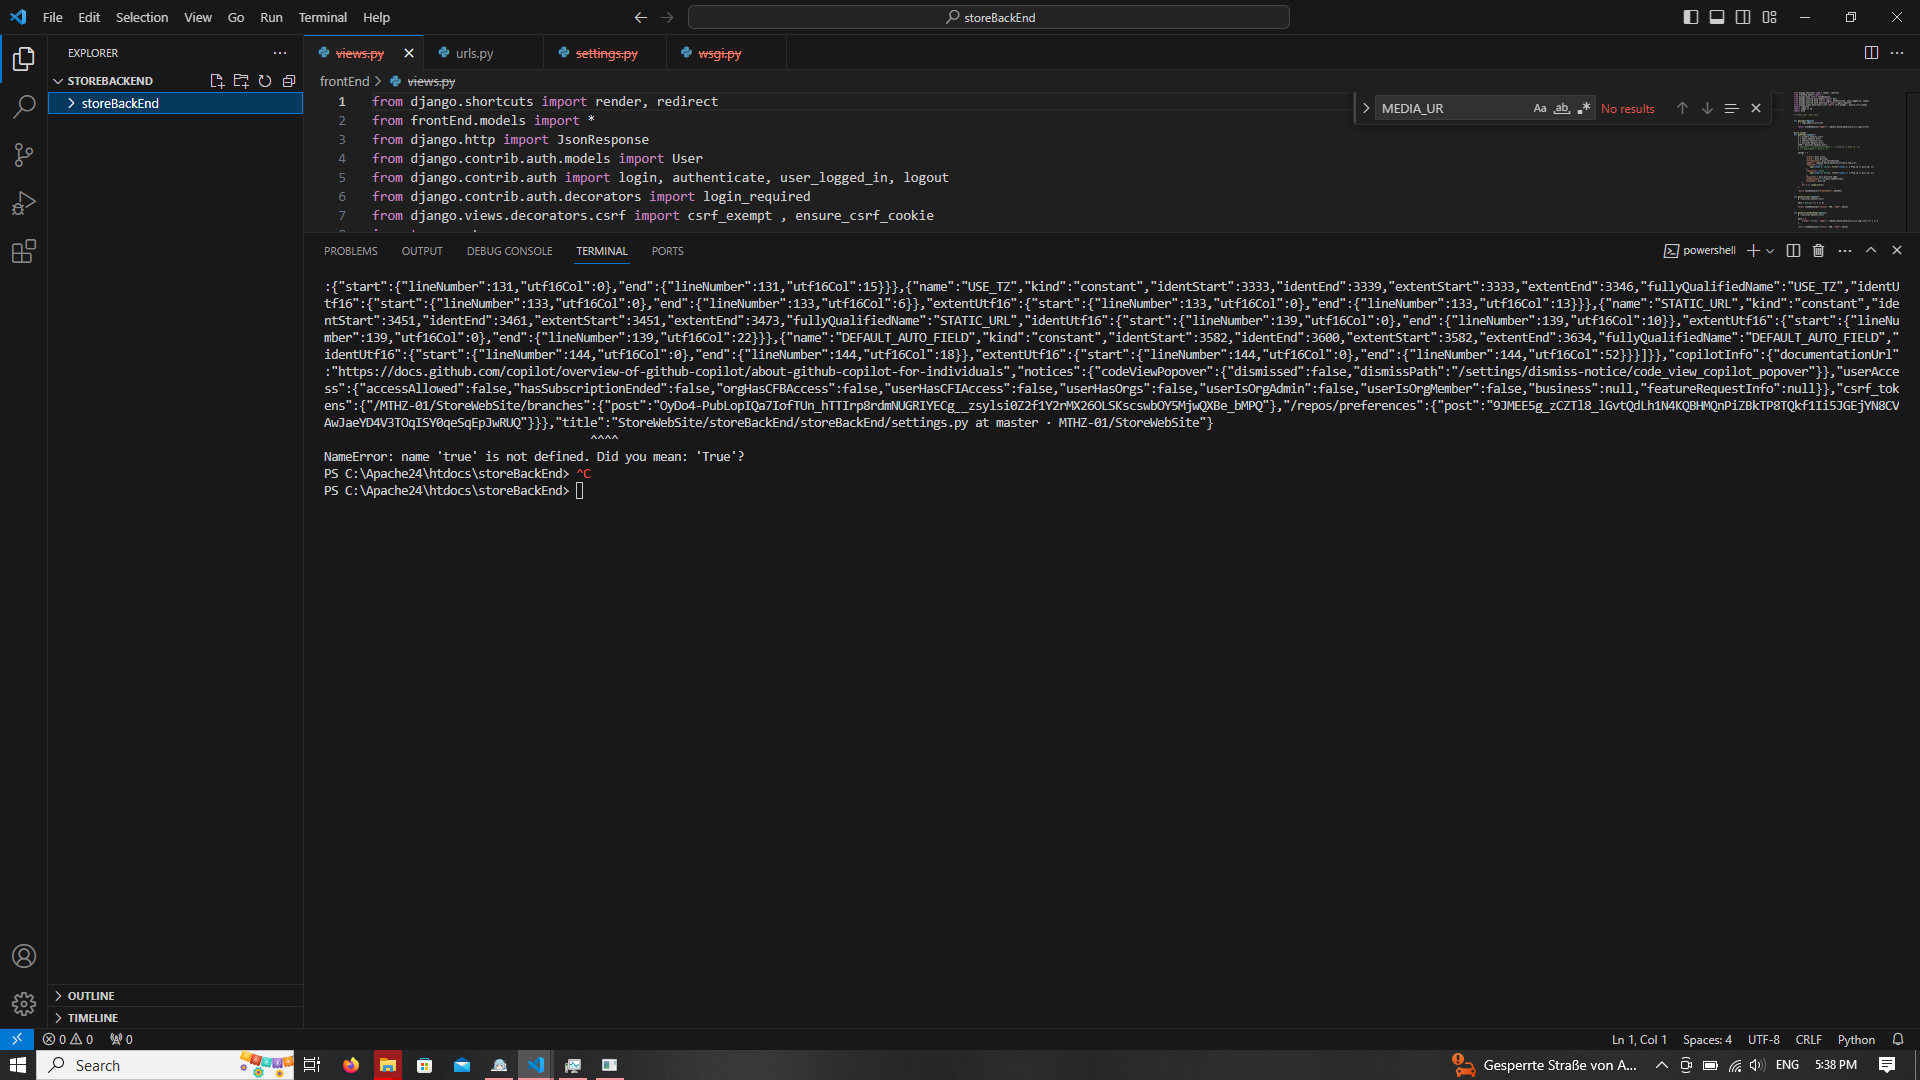 File Edit Selection View Go Run Terminal Help
storeBackEnd
EXPLORER
STOREBACKEND
storeBackEnd
OUTLINE
TIMELINE
views.py
urls.py
settings.py
wsgi.py
frontEnd > views.py
1 from django.shortcuts import render, redirect
2 from frontEnd.models import *
3 from django.http import JsonResponse
4 from django.contrib.auth.models import User
5 from django.contrib.auth import login, authenticate, user_logged_in, logout
6 from django.contrib.auth.decorators import login_required
7 from django.views.decorators.csrf import csrf_exempt , ensure_csrf_cookie
MEDIA_UR
Aa ab .*
No results
PROBLEMS OUTPUT DEBUG CONSOLE TERMINAL PORTS
powershell
:{"start":{"lineNumber":131,"utf16Col":0},"end":{"lineNumber":131,"utf16Col":15}}},{"name":"USE_TZ","kind":"constant","identStart":3333,"identEnd":3339,"extentStart":3333,"extentEnd":3346,"fullyQualifiedName":"USE_TZ","identU
tf16":{"start":{"lineNumber":133,"utf16Col":0},"end":{"lineNumber":133,"utf16Col":6}},"extentUtf16":{"start":{"lineNumber":133,"utf16Col":0},"end":{"lineNumber":133,"utf16Col":13}}},{"name":"STATIC_URL","kind":"constant","ide
ntStart":3451,"identEnd":3461,"extentStart":3451,"extentEnd":3473,"fullyQualifiedName":"STATIC_URL","identUtf16":{"start":{"lineNumber":139,"utf16Col":0},"end":{"lineNumber":139,"utf16Col":10}},"extentUtf16":{"start":{"lineNu
mber":139,"utf16Col":0},"end":{"lineNumber":139,"utf16Col":22}}},{"name":"DEFAULT_AUTO_FIELD","kind":"constant","identStart":3582,"identEnd":3600,"extentStart":3582,"extentEnd":3634,"fullyQualifiedName":"DEFAULT_AUTO_FIELD","
identUtf16":{"start":{"lineNumber":144,"utf16Col":0},"end":{"lineNumber":144,"utf16Col":18}},"extentUtf16":{"start":{"lineNumber":144,"utf16Col":0},"end":{"lineNumber":144,"utf16Col":52}}}]}},"copilotInfo":{"documentationUrl"
:"https://docs.github.com/copilot/overview-of-github-copilot/about-github-copilot-for-individuals","notices":{"codeViewPopover":{"dismissed":false,"dismissPath":"/settings/dismiss-notice/code_view_copilot_popover"}},"userAcce
ss":{"accessAllowed":false,"hasSubscriptionEnded":false,"orgHasCFBAccess":false,"userHasCFIAccess":false,"userHasOrgs":false,"userIsOrgAdmin":false,"userIsOrgMember":false,"business":null,"featureRequestInfo":null}},"csrf_tok
ens":{"/MTHZ-01/StoreWebSite/branches":{"post":"OyDo4-PubLopIQa7IofTUn_hTTIrp8rdmNUGRIYECg__zsylsi0Z2f1Y2rMX26OLSKscswbOY5MjwQXBe_bMPQ"},"/repos/preferences":{"post":"9JMEE5g_zCZTl8_lGvtQdLh1N4KQBHMQnPiZBkTP8TQkf1Ii5JGEjYN8CV
AwJaeYD4V3TOqISY0qeSqEpJwRUQ"}}},"title":"StoreWebSite/storeBackEnd/storeBackEnd/settings.py at master · MTHZ-01/StoreWebSite"}
^^^^
NameError: name 'true' is not defined. Did you mean: 'True'?
PS C:\Apache24\htdocs\storeBackEnd> ^C
PS C:\Apache24\htdocs\storeBackEnd>
0 0 0
Ln 1, Col 1 Spaces: 4 UTF-8 CRLF Python
Search
Gesperrte Straße von A...
ENG 5:38 PM